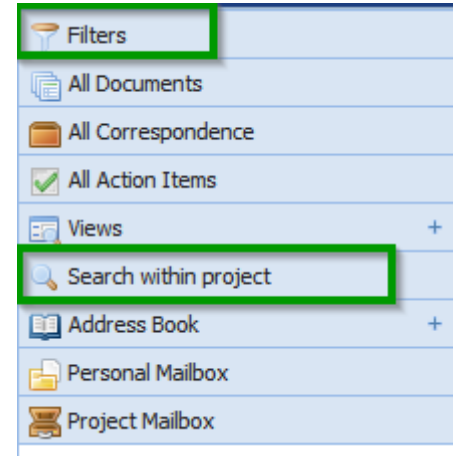 Filters
All Documents
All Correspondence
All Action Items
Views +
Search within project
Address Book +
Personal Mailbox
Project Mailbox